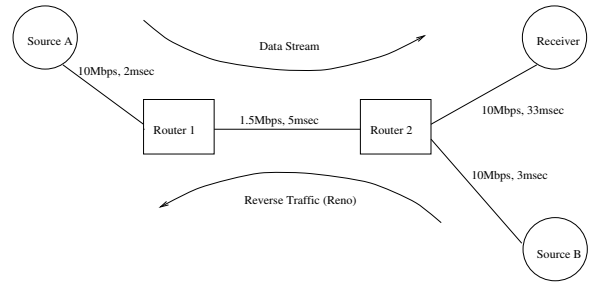 Source A
Receiver
Data Stream
10Mbps, 2msec
10Mbps, 33msec
1.5Mbps, 5msec
Router 1
Router 2
10Mbps, 3msec
Reverse Traffic (Reno)
Source B